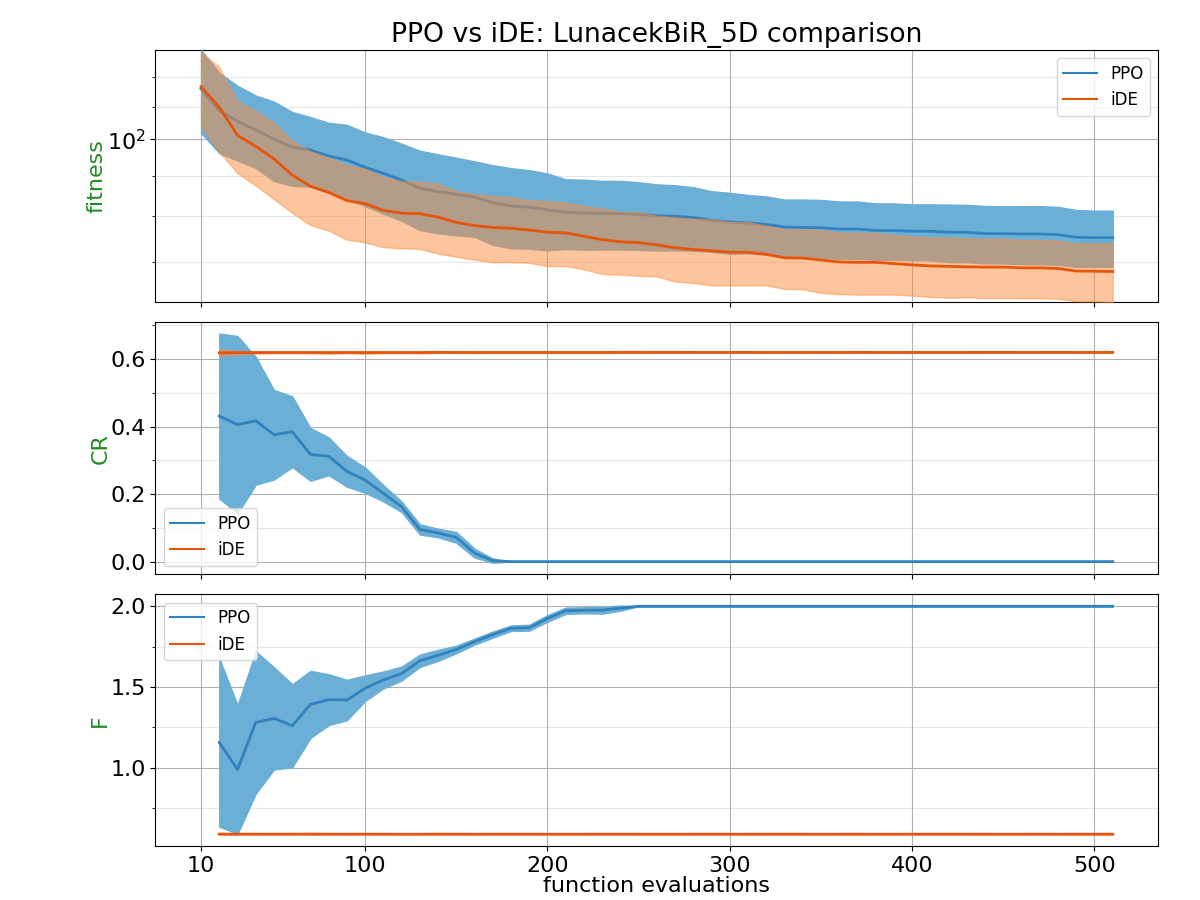 PPO vs iDE: LunacekBiR_5D comparison
fitness
10²
PPO
iDE
CR
0.6
0.4
0.2
0.0
PPO
iDE
F
2.0
1.5
1.0
PPO
iDE
10 100 200 300 400 500
function evaluations